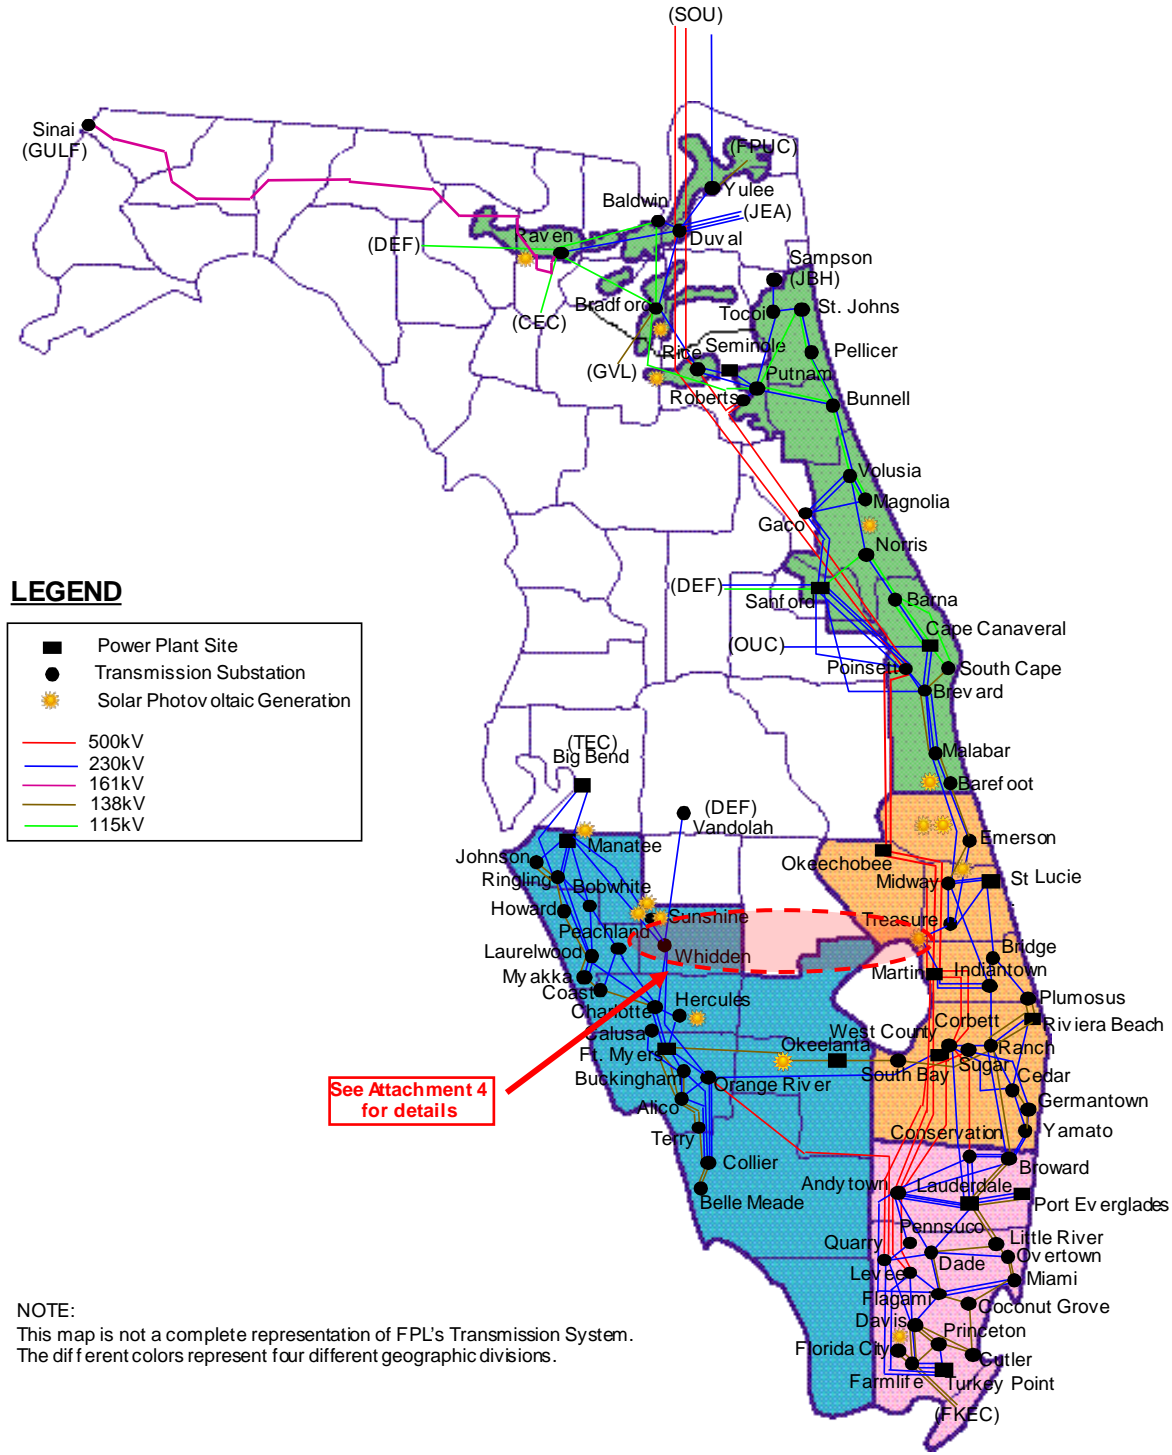 (SOU)
Sinai
(GULF)
(FPUC)
Yulee
Baldwin
(JEA)
Duval
Raven
(DEF)
Sampson
(JBH)
Bradford
Tocoi
St. Johns
(CEC)
Rice
Seminole
Pellicer
(GVL)
Putnam
Roberts
Bunnell
Volusia
Magnolia
Gaco
Norris
LEGEND
(DEF)
Sanford
Barna
Power Plant Site
Transmission Substation
Solar Photovoltaic Generation
500kV
230kV
161kV
138kV
115kV
Cape Canaveral
(OUC)
Poinsett
South Cape
Brevard
Malabar
Barefoot
(TEC)
Big Bend
(DEF)
Vandolah
Emerson
Manatee
Okeechobee
Johnson
Ringling
Bobwhite
Midway
St Lucie
Howard
Sunshine
Treasure
Peachland
Laurelwood
Whidden
Bridge
Myakka
Martin
Indiantown
Coast
Hercules
Plumosus
Charlotte
Calusa
West County
Corbett
Riviera Beach
Okeelanta
Ft. Myers
Ranch
South Bay
Sugar
Buckingham
Orange River
Cedar
See Attachment 4
for details
Alico
Germantown
Terry
Conservation
Yamato
Collier
Broward
Andytown
Lauderdale
Belle Meade
Port Everglades
Pennsuco
Quarry
Little River
Dade
Overtown
Levee
Miami
Flagami
Coconut Grove
Davis
Princeton
Florida City
Cutler
Farmlife
Turkey Point
(FKEC)
NOTE:
This map is not a complete representation of FPL's Transmission System.
The different colors represent four different geographic divisions.